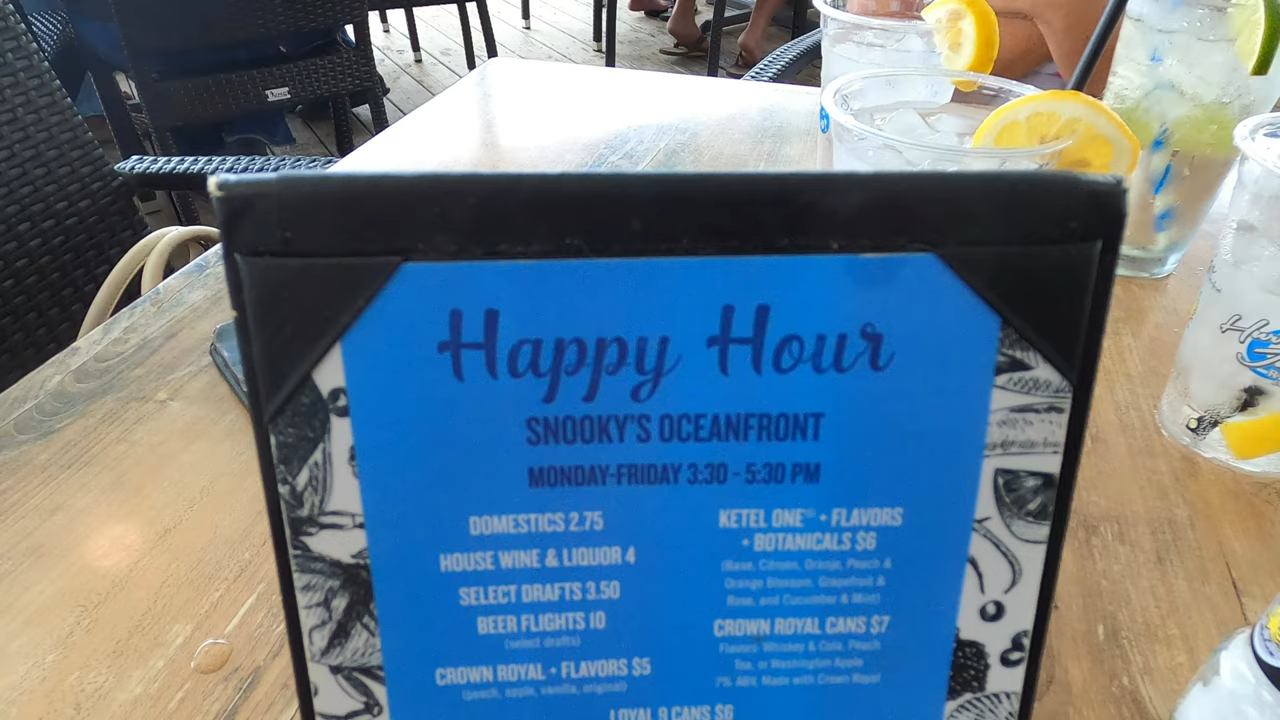 Happy Hour
SNOOKY'S OCEANFRONT
MONDAY-FRIDAY 3:30 - 5:30 PM
DOMESTICS 2.75
HOUSE WINE & LIQUOR 4
SELECT DRAFTS 3.50
BEER FLIGHTS 10
(select drafts)
CROWN ROYAL + FLAVORS $5
(peach, apple, vanilla, original)
KETEL ONE + FLAVORS
+ BOTANICALS $6
(Base, Citroen, Oranje, Peach &
Orange Blossom, Grapefruit &
Rose, and Cucumber & Mint)
CROWN ROYAL CANS $7
Flavors: Whiskey & Cola, Peach
Tea, or Washington Apple
7% ABV. Made with Crown Royal
LOYAL 9 CANS $6